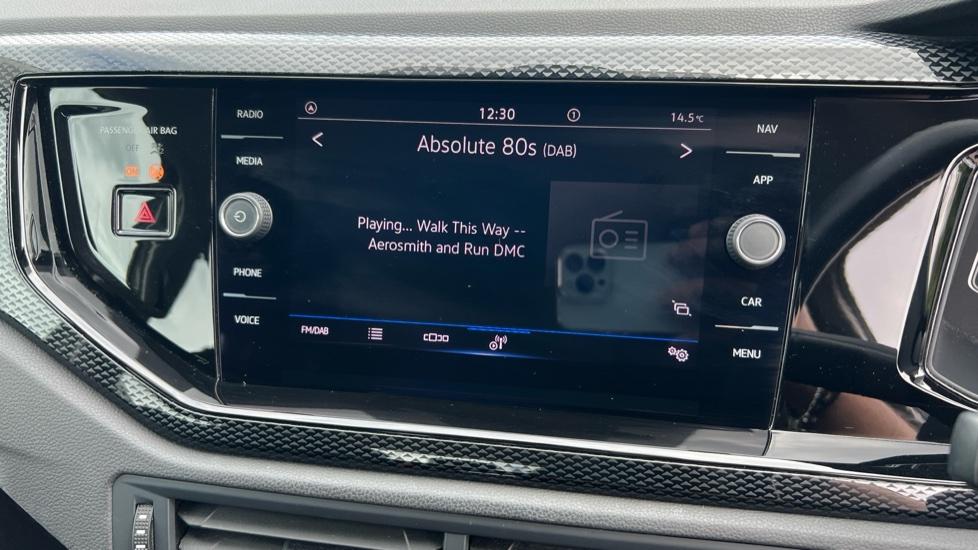 PASSENGER AIR BAG
OFF
ON
RADIO
MEDIA
PHONE
VOICE
12:30
14.5°C
Absolute 80s (DAB)
Playing... Walk This Way --
Aerosmith and Run DMC
FM/DAB
NAV
APP
CAR
MENU